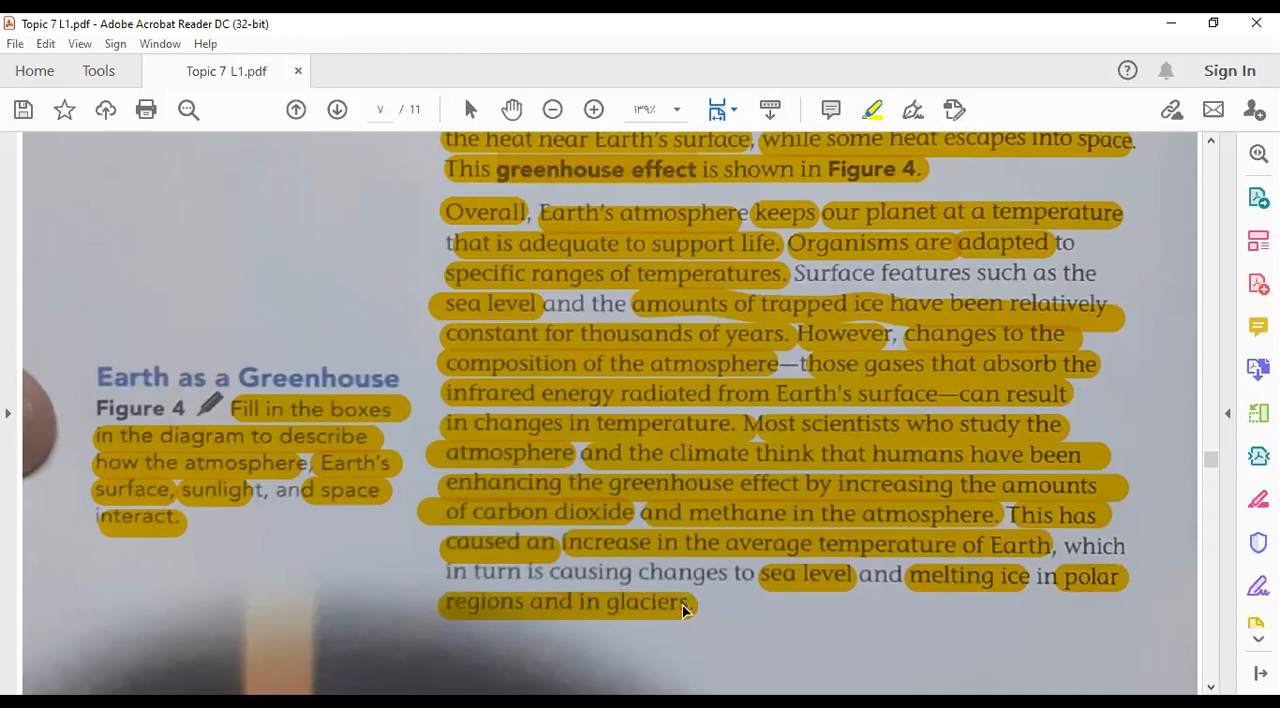 Topic 7 L1.pdf - Adobe Acrobat Reader DC (32-bit)
File Edit View Sign Window Help
Home Tools Topic 7 L1.pdf Sign In
٧ / 11 ١٣٩٪
the heat near Earth's surface, while some heat escapes into space.
This greenhouse effect is shown in Figure 4.
Overall, Earth's atmosphere keeps our planet at a temperature
that is adequate to support life. Organisms are adapted to
specific ranges of temperatures. Surface features such as the
sea level and the amounts of trapped ice have been relatively
constant for thousands of years. However, changes to the
composition of the atmosphere—those gases that absorb the
infrared energy radiated from Earth's surface—can result
in changes in temperature. Most scientists who study the
atmosphere and the climate think that humans have been
enhancing the greenhouse effect by increasing the amounts
of carbon dioxide and methane in the atmosphere. This has
caused an increase in the average temperature of Earth, which
in turn is causing changes to sea level and melting ice in polar
regions and in glaciers.
Earth as a Greenhouse
Figure 4 Fill in the boxes
in the diagram to describe
how the atmosphere, Earth's
surface, sunlight, and space
interact.